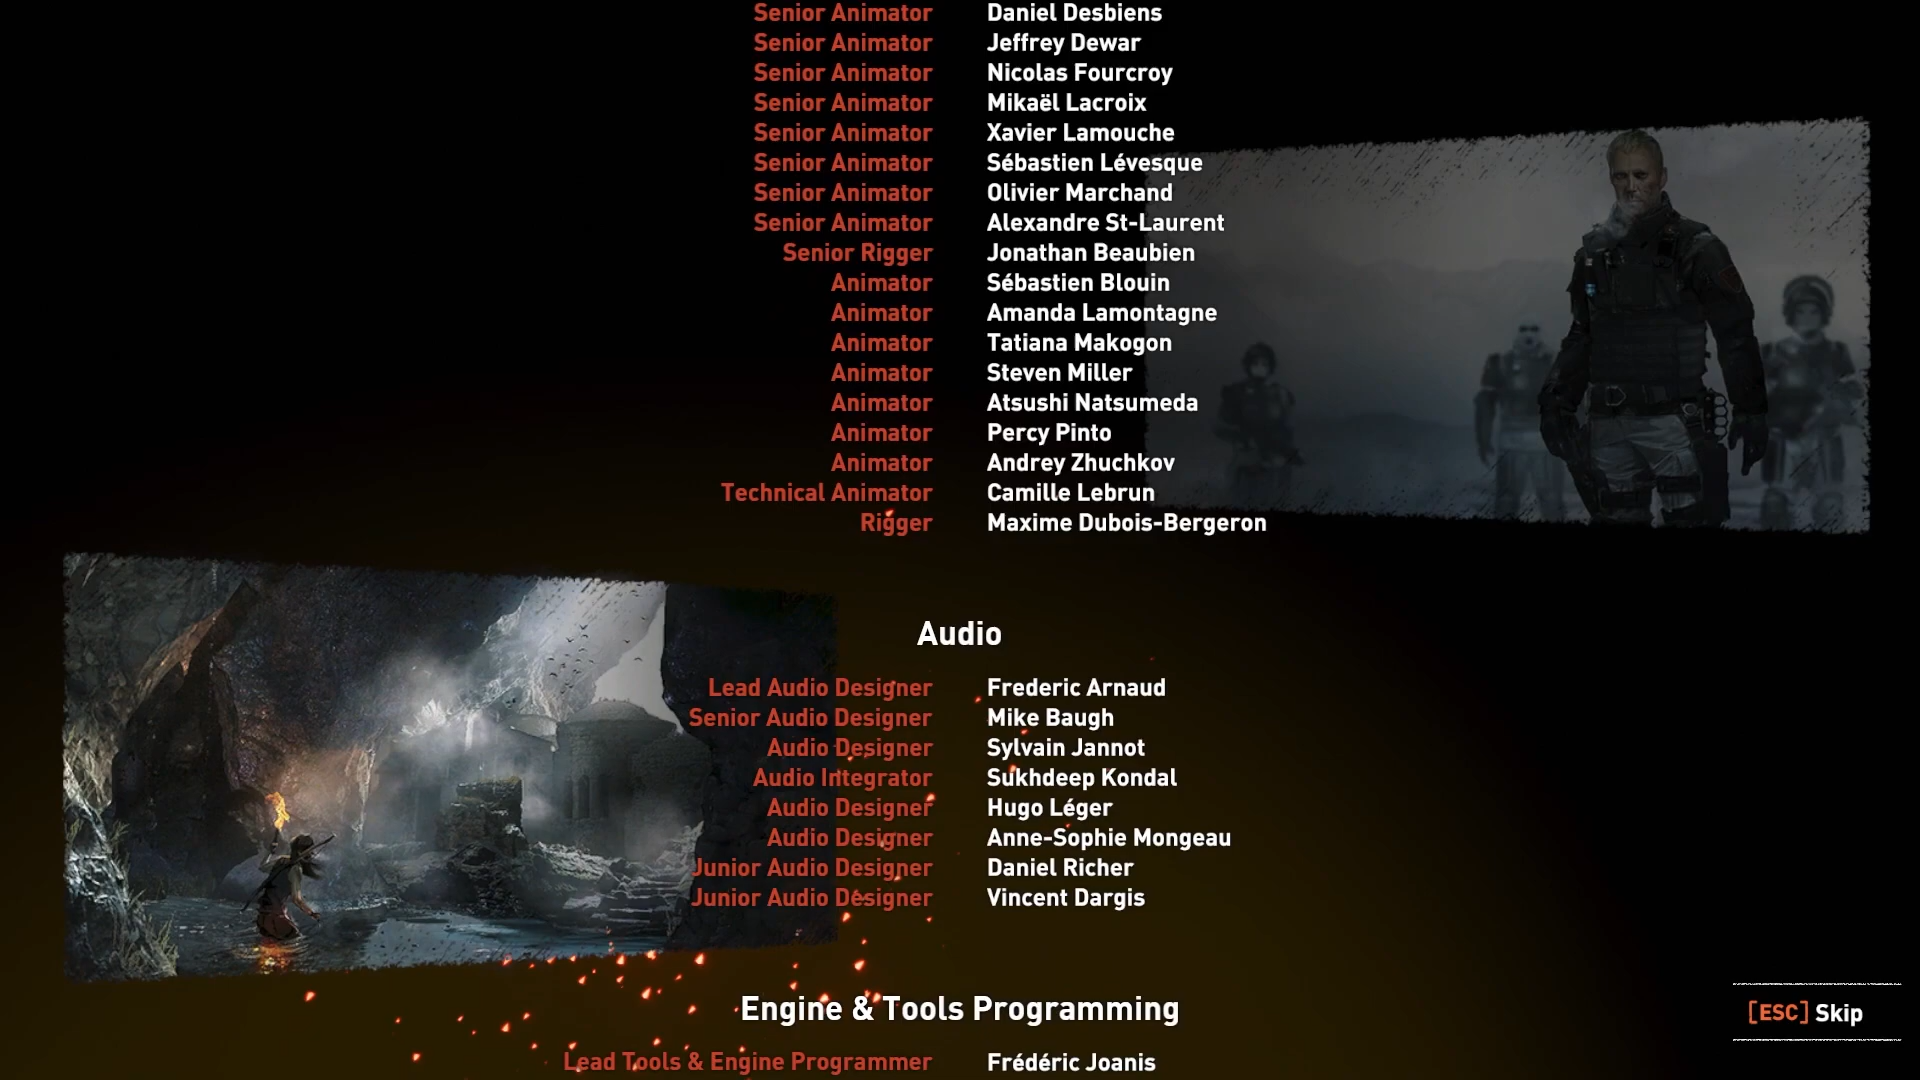 Senior Animator Daniel Desbiens
Senior Animator Jeffrey Dewar
Senior Animator Nicolas Fourcroy
Senior Animator Mikaël Lacroix
Senior Animator Xavier Lamouche
Senior Animator Sébastien Lévesque
Senior Animator Olivier Marchand
Senior Animator Alexandre St-Laurent
Senior Rigger Jonathan Beaubien
Animator Sébastien Blouin
Animator Amanda Lamontagne
Animator Tatiana Makogon
Animator Steven Miller
Animator Atsushi Natsumeda
Animator Percy Pinto
Animator Andrey Zhuchkov
Technical Animator Camille Lebrun
Rigger Maxime Dubois-Bergeron
Audio
Lead Audio Designer Frederic Arnaud
Senior Audio Designer Mike Baugh
Audio Designer Sylvain Jannot
Audio Integrator Sukhdeep Kondal
Audio Designer Hugo Léger
Audio Designer Anne-Sophie Mongeau
Junior Audio Designer Daniel Richer
Junior Audio Designer Vincent Dargis
Engine & Tools Programming
Lead Tools & Engine Programmer Frédéric Joanis
[ESC] Skip